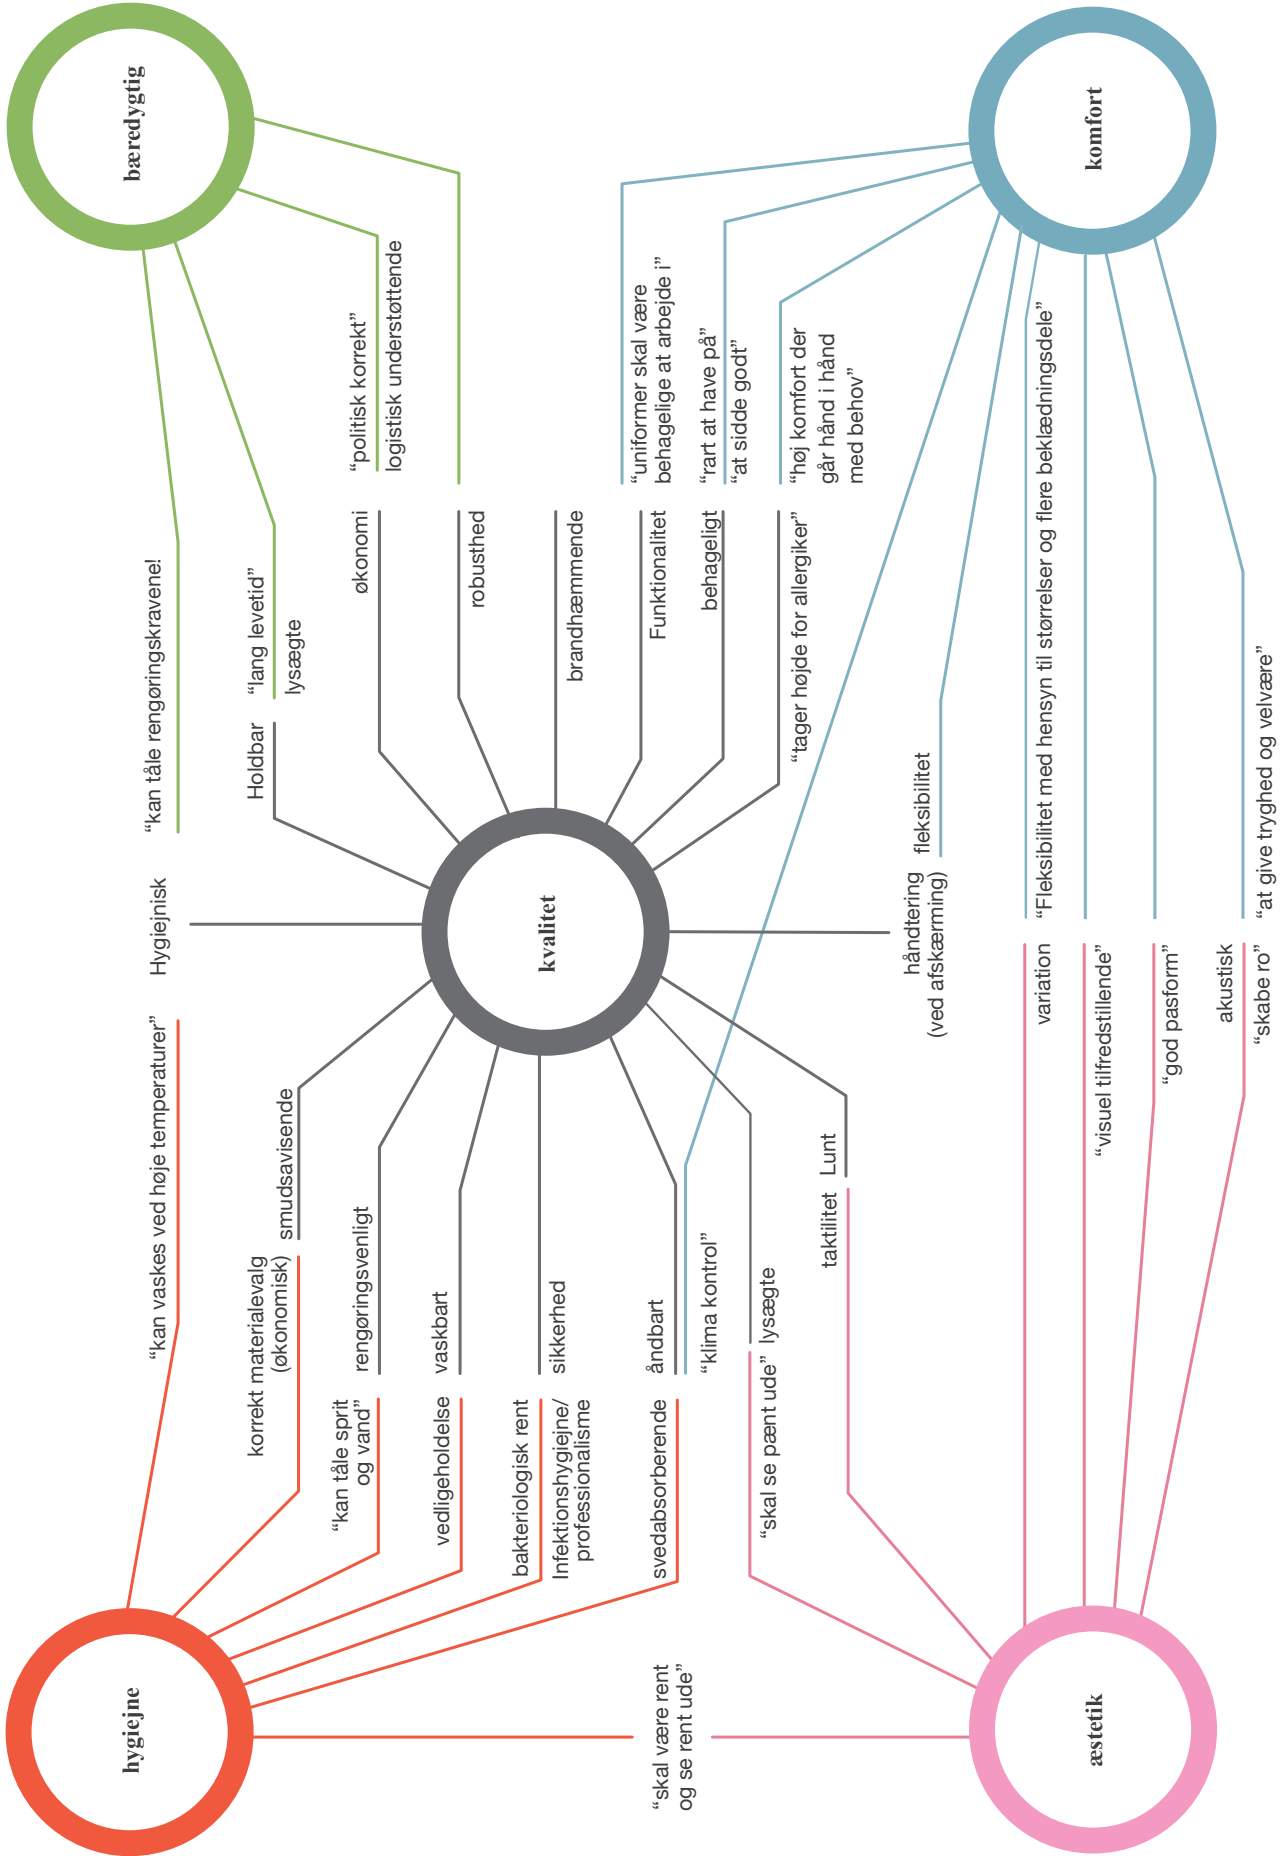 hygiejne
“kan vaskes ved høje temperaturer”
Hygiejnisk
“kan tåle rengøringskravene!
bæredygtig
korrekt materialevalg
(økonomisk)
smudsavisende
Holdbar
“lang levetid”
lysægte
“kan tåle sprit
og vand”
rengøringsvenligt
økonomi
“politisk korrekt”
logistisk understøttende
vedligeholdelse
vaskbart
robusthed
bakteriologisk rent
Infektionshygiejne/
professionalisme
sikkerhed
kvalitet
brandhæmmende
“skal være rent
og se rent ude”
svedabsorberende
åndbart
“klima kontrol”
Funktionalitet
“uniformer skal være
behagelige at arbejde i”
“skal se pænt ude”
lysægte
behageligt
“rart at have på”
“at sidde godt”
taktilitet
Lunt
“tager højde for allergiker”
“høj komfort der
går hånd i hånd
med behov”
håndtering
(ved afskærming)
fleksibilitet
variation
“Fleksibilitet med hensyn til størrelser og flere beklædningsdele”
æstetik
“visuel tilfredstillende”
komfort
“god pasform”
akustisk
“skabe ro”
“at give tryghed og velvære”